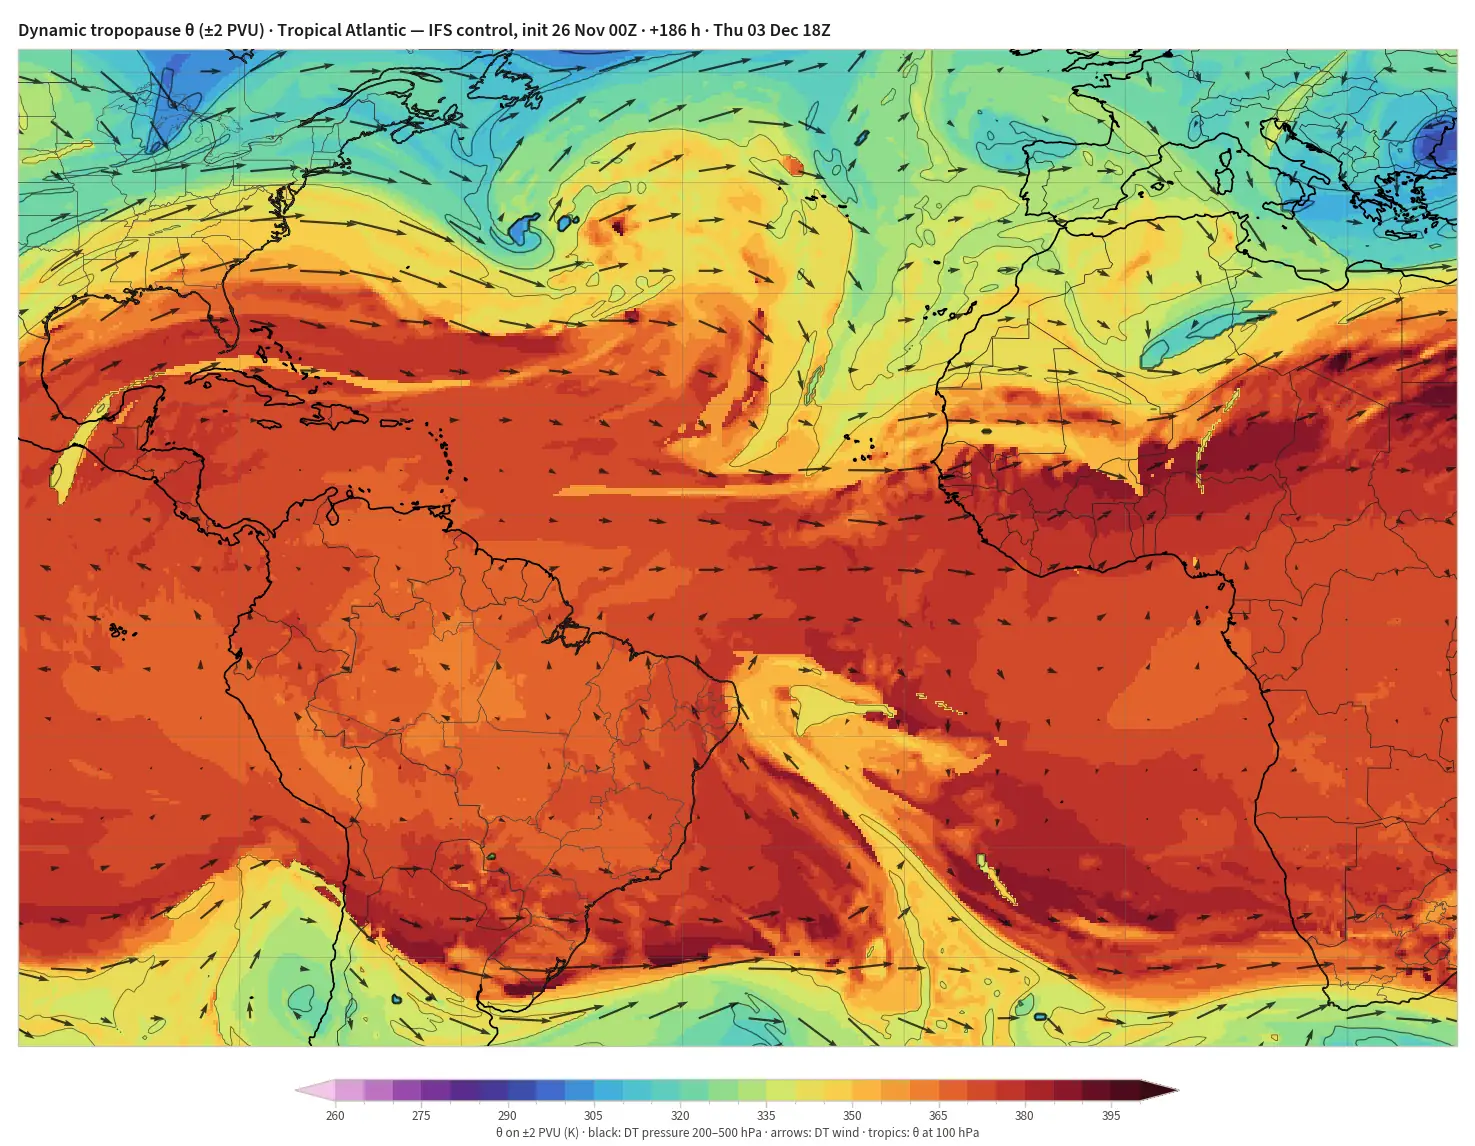 Dynamic tropopause θ (±2 PVU) · Tropical Atlantic — IFS control, init 26 Nov 00Z · +186 h · Thu 03 Dec 18Z
260 275 290 305 320 335 350 365 380 395
θ on ±2 PVU (K) · black: DT pressure 200–500 hPa · arrows: DT wind · tropics: θ at 100 hPa